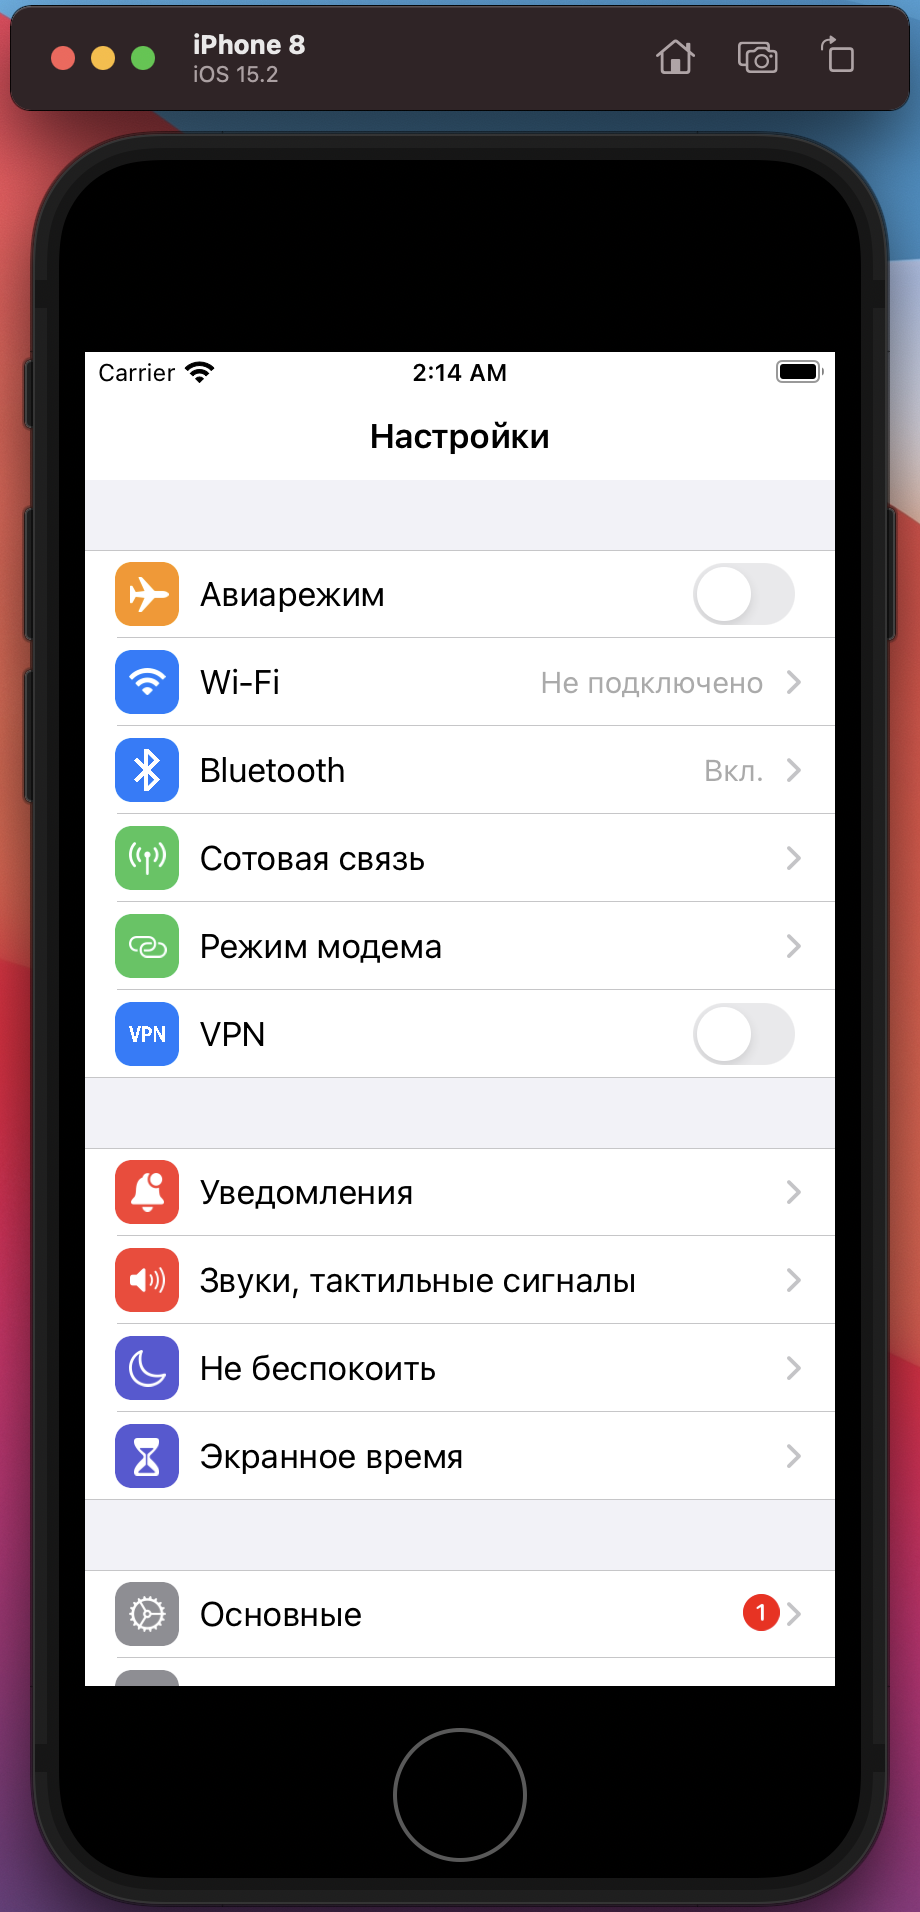 iPhone 8
iOS 15.2
Carrier 2:14 AM
Настройки
Авиарежим
Wi-Fi Не подключено
Bluetooth Вкл.
Сотовая связь
Режим модема
VPN VPN
Уведомления
Звуки, тактильные сигналы
Не беспокоить
Экранное время
Основные 1